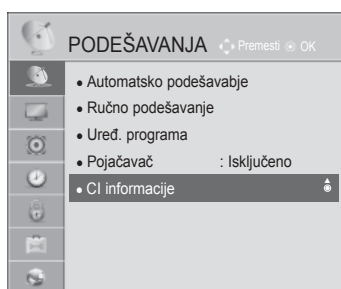 PODEŠAVANJA Premesti OK
• Automatsko podešavabje
• Ručno podešavanje
• Uređ. programa
• Pojačavač : Isključeno
• CI informacije